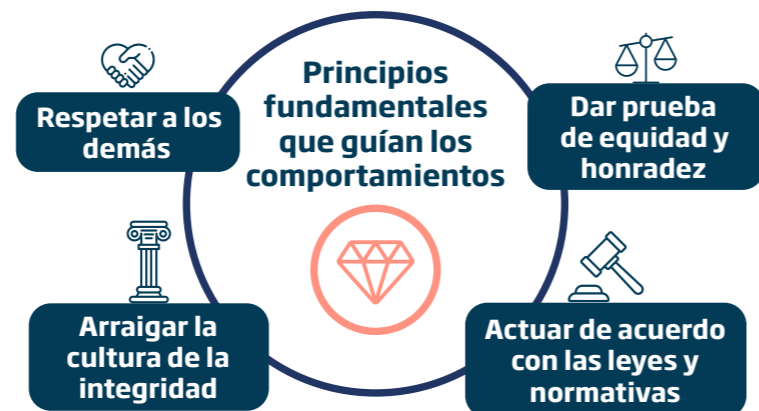 Principios
fundamentales
que guían los
comportamientos
Respetar a los
demás
Dar prueba
de equidad y
honradez
Arraigar la
cultura de la
integridad
Actuar de acuerdo
con las leyes y
normativas